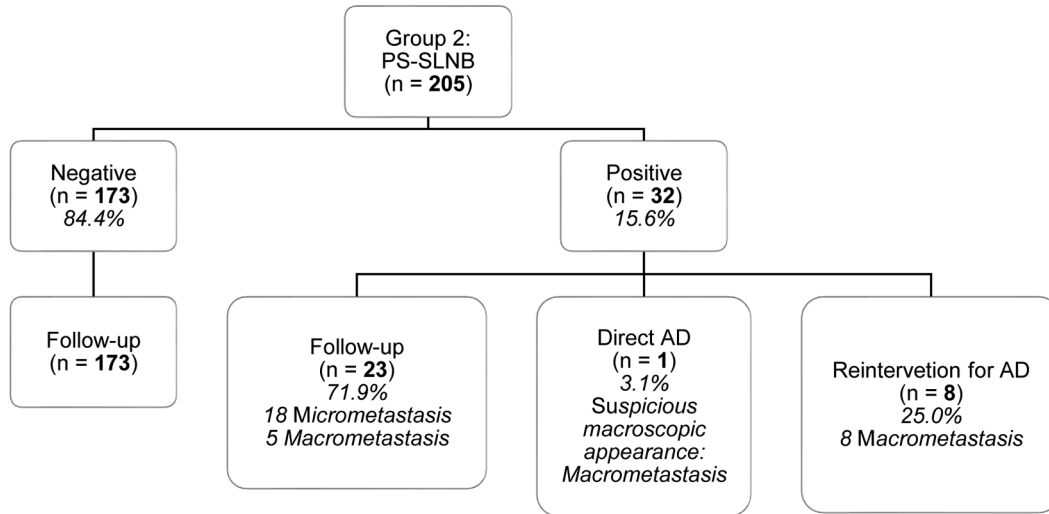 Group 2:
PS-SLNB
(n = 205)
Negative
(n = 173)
84.4%
Positive
(n = 32)
15.6%
Follow-up
(n = 173)
Follow-up
(n = 23)
71.9%
18 Micrometastasis
5 Macrometastasis
Direct AD
(n = 1)
3.1%
Suspicious
macroscopic
appearance:
Macrometastasis
Reintervetion for AD
(n = 8)
25.0%
8 Macrometastasis